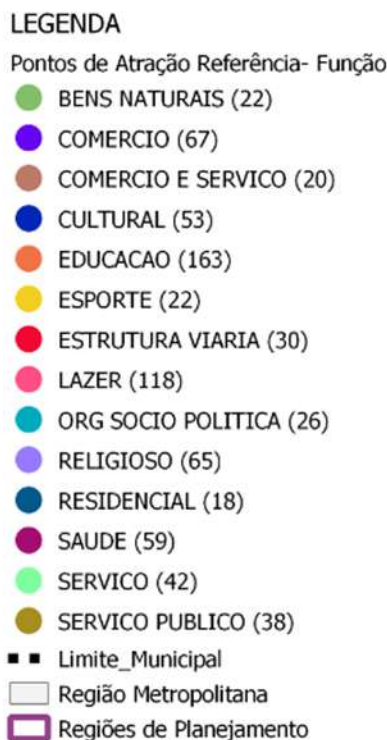 LEGENDA
Pontos de Atração Referência- Função
BENS NATURAIS (22)
COMERCIO (67)
COMERCIO E SERVICO (20)
CULTURAL (53)
EDUCACAO (163)
ESPORTE (22)
ESTRUTURA VIARIA (30)
LAZER (118)
ORG SOCIO POLITICA (26)
RELIGIOSO (65)
RESIDENCIAL (18)
SAUDE (59)
SERVICO (42)
SERVICO PUBLICO (38)
Limite_Municipal
Região Metropolitana
Regiões de Planejamento